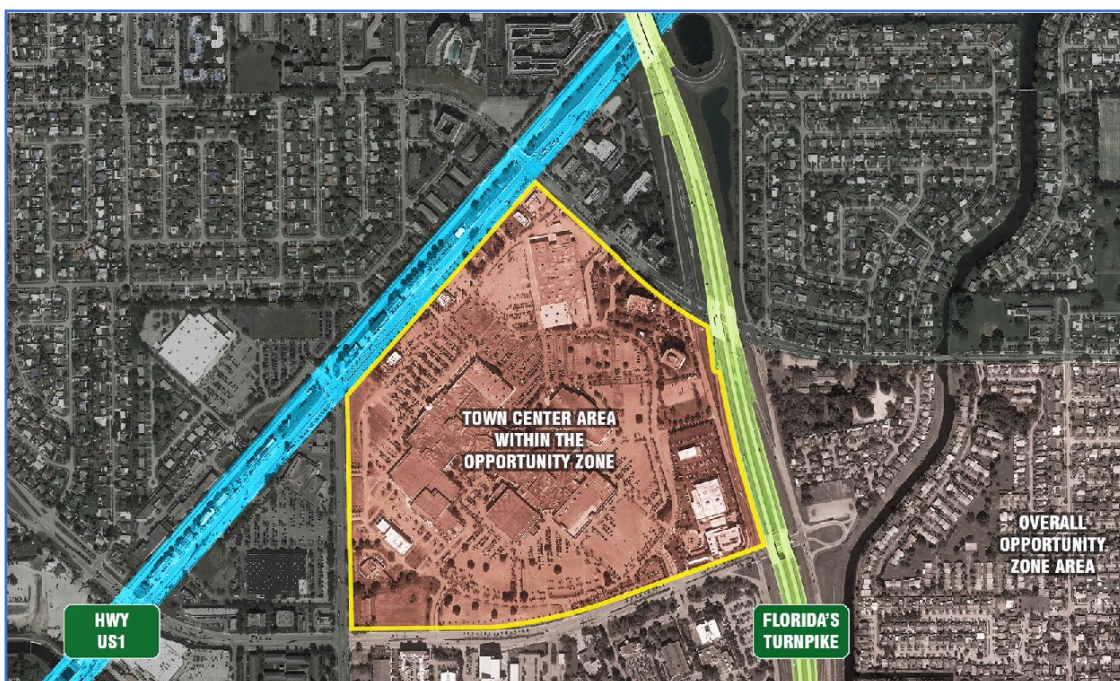 TOWN CENTER AREA
WITHIN THE
OPPORTUNITY ZONE
OVERALL
OPPORTUNITY
ZONE AREA
HWY
US1
FLORIDA'S
TURNPIKE